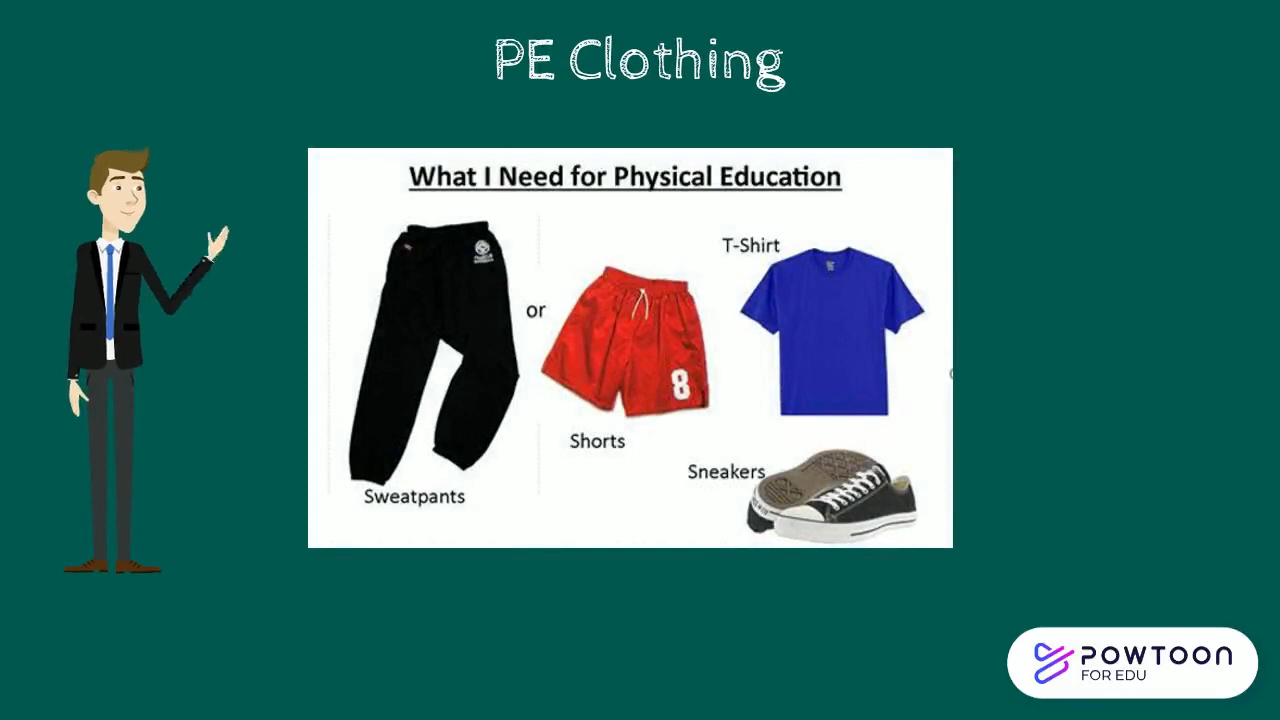 PE Clothing
What I Need for Physical Education
T-Shirt
or
8
Shorts
Sneakers
Sweatpants
POWTOON
FOR EDU